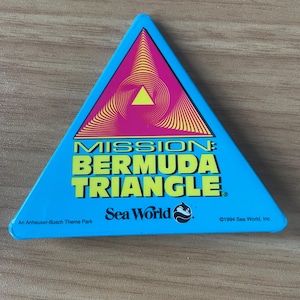 MISSION:
BERMUDA
TRIANGLE®
Sea World
An Anheuser-Busch Theme Park
©1994 Sea World, Inc.